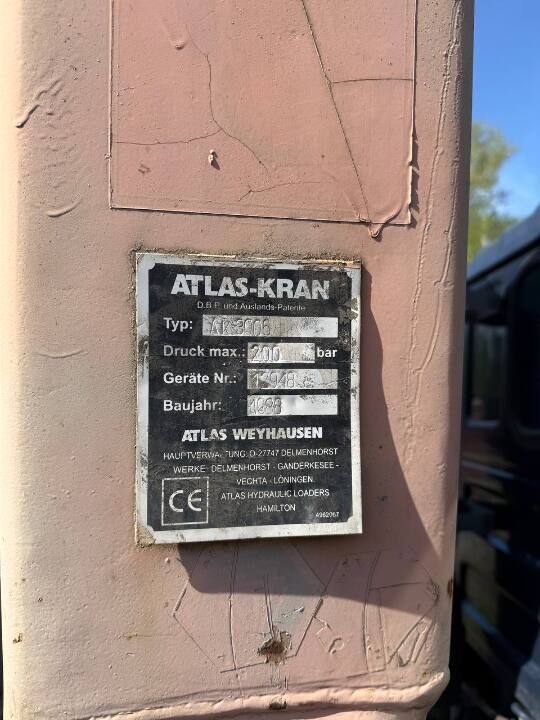 ATLAS-KRAN
D.B.P. und Auslands-Patente
Typ:
Druck max.: 200 bar
Geräte Nr.:
Baujahr:
ATLAS WEYHAUSEN
HAUPTVERWALTUNG: D-27747 DELMENHORST
WERKE: DELMENHORST - GANDERKESEE -
VECHTA - LÖNINGEN
ATLAS HYDRAULIC LOADERS
HAMILTON
CE
4962067